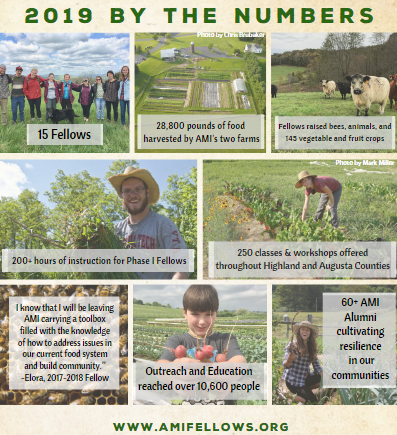 2019 BY THE NUMBERS
Photo by Chris Brubaker
15 Fellows
28,800 pounds of food
harvested by AMI's two farms
Fellows raised bees, animals, and
143 vegetable and fruit crops
Photo by Mark Miller
200+ hours of instruction for Phase I Fellows
250 classes & workshops offered
throughout Highland and Augusta Counties
I know that I will be leaving
AMI carrying a toolbox
filled with the knowledge
of how to address issues in
our current food system
and build community."
-Elora, 2017-2018 Fellow
Outreach and Education
reached over 10,600 people
60+ AMI
Alumni
cultivating
resilience
in our
communities
WWW.AMIFELLOWS.ORG